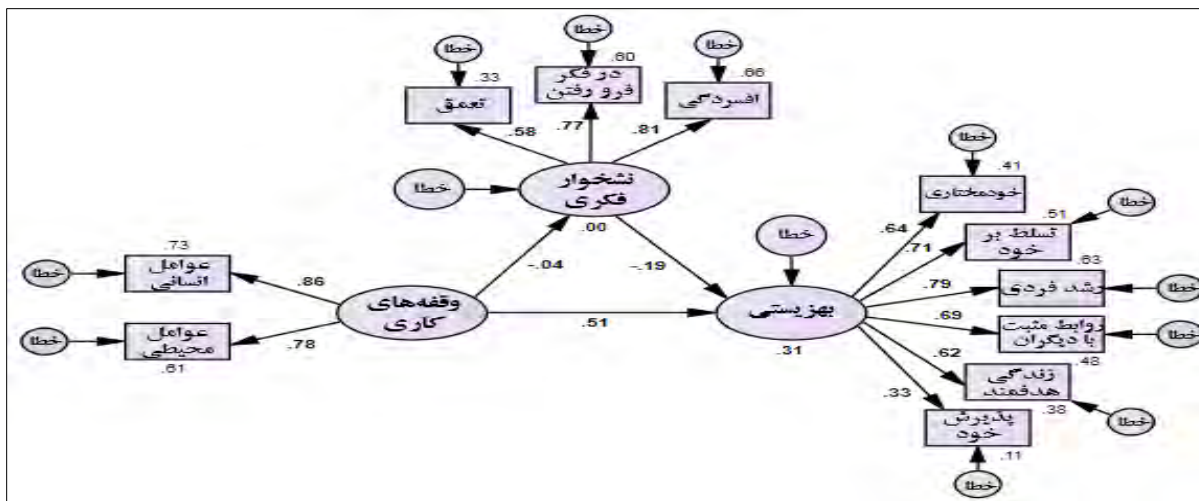 خطا
خطا
خطا
.33
.60
.66
تعمق
در فکر
فرو رفتن
افسردگی
.58
.77
.81
خطا
نشخوار
فکری
.00
-.04
-.19
خطا
.73
عوامل
انسانی
.86
خطا
عوامل
محیطی
.61
.78
وقفه‌های
کاری
.51
خطا
بهزیستی
.31
خطا
.41
خودمختاری
.64
خطا
.51
تسلط بر
خود
.71
.63
رشد فردی
خطا
.79
روابط مثبت
با دیگران
خطا
.69
.48
زندگی
هدفمند
.62
.38
خطا
پذیرش
خود
.33
.11
خطا